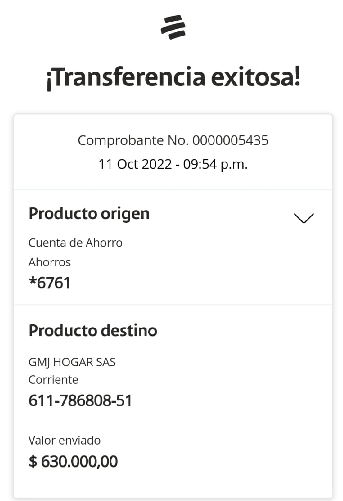 ¡Transferencia exitosa!
Comprobante No. 0000005435
11 Oct 2022 - 09:54 p.m.
Producto origen
Cuenta de Ahorro
Ahorros
*6761
Producto destino
GMJ HOGAR SAS
Corriente
611-786808-51
Valor enviado
$ 630.000,00